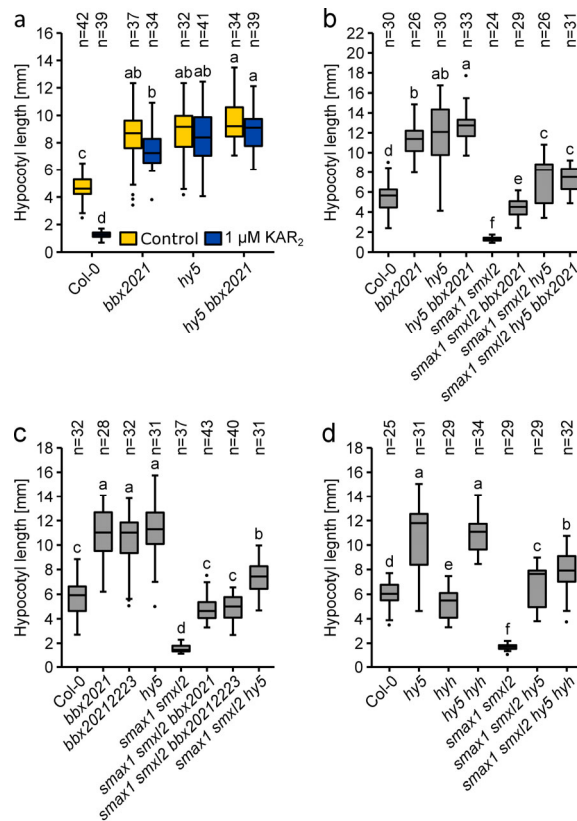 a
n=42
n=39
n=37
n=34
n=32
n=41
n=34
n=39
Hypocotyl length [mm]
16
14
12
10
8
6
4
2
0
c
d
ab
b
ab
ab
a
a
Control
1 µM KAR₂
Col-0
bbx2021
hy5
hy5 bbx2021
b
n=30
n=26
n=30
n=33
n=24
n=29
n=26
n=31
Hypocotyl length [mm]
22
20
18
16
14
12
10
8
6
4
2
0
d
b
ab
a
f
e
c
c
Col-0
bbx2021
hy5
hy5 bbx2021
smax1 smxl2
smax1 smxl2 bbx2021
smax1 smxl2 hy5
smax1 smxl2 hy5 bbx2021
c
n=32
n=28
n=32
n=31
n=37
n=43
n=40
n=31
Hypocotyl length [mm]
18
16
14
12
10
8
6
4
2
0
c
a
a
a
d
c
c
b
Col-0
bbx2021
bbx20212223
hy5
smax1 smxl2
smax1 smxl2 bbx2021
smax1 smxl2 bbx20212223
smax1 smxl2 hy5
d
n=25
n=31
n=29
n=34
n=29
n=29
n=32
Hypocotyl length [mm]
18
16
14
12
10
8
6
4
2
0
d
a
e
a
f
c
b
Col-0
hy5
hyh
hy5 hyh
smax1 smxl2
smax1 smxl2 hy5
smax1 smxl2 hy5 hyh